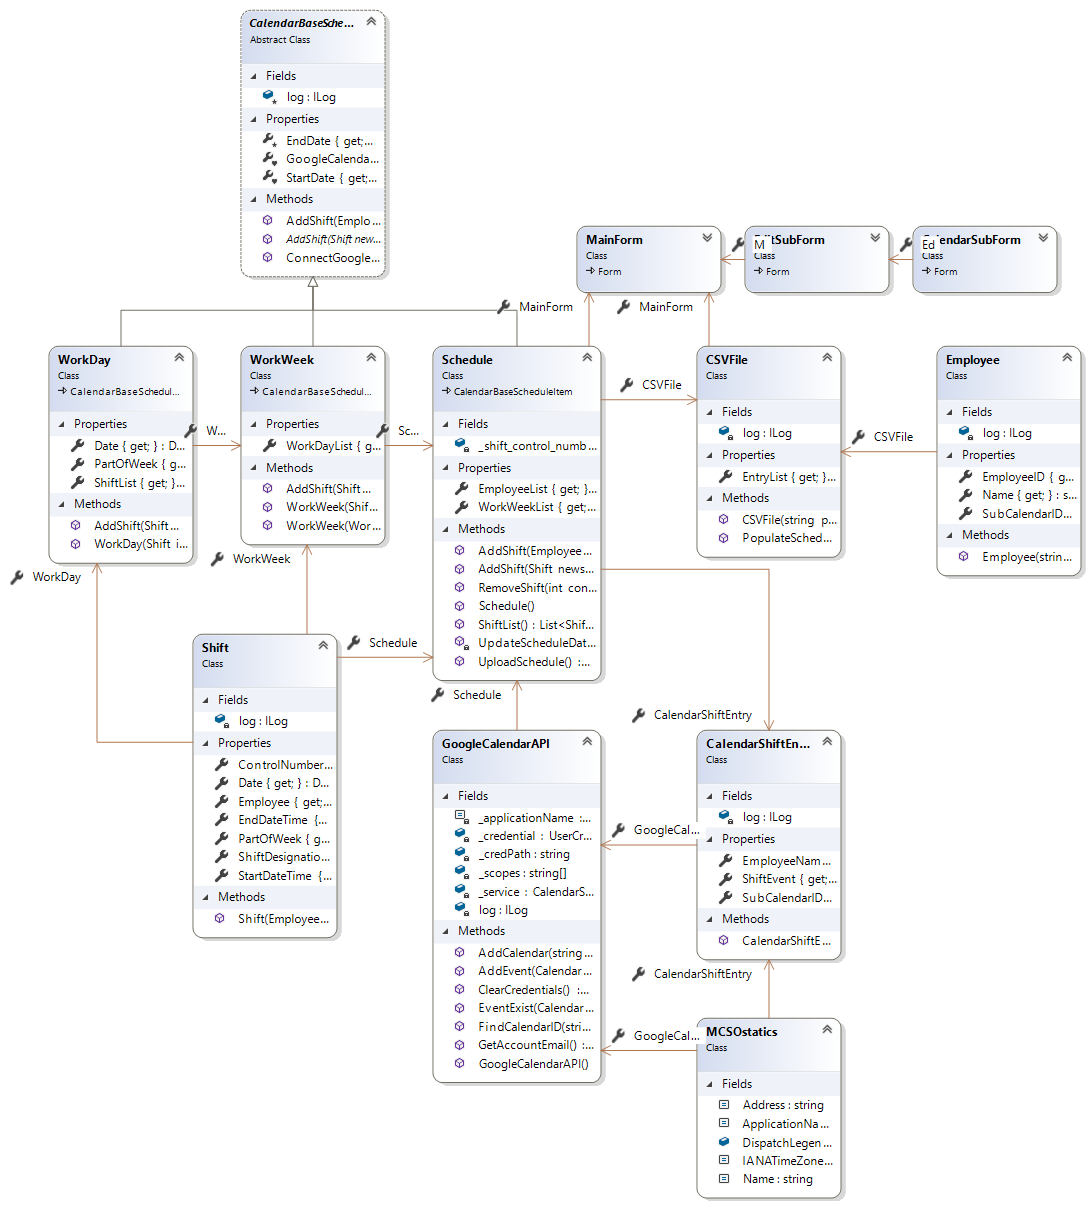 CalendarBaseSche...
Abstract Class
Fields
log : ILog
Properties
EndDate { get;...
GoogleCalenda...
StartDate { get;...
Methods
AddShift(Emplo...
AddShift(Shift new...
ConnectGoogle...
MainForm
Class
Form
M
SubForm
Class
Form
Ed
CalendarSubForm
Class
Form
MainForm
MainForm
WorkDay
Class
CalendarBaseSchedul...
Properties
Date { get; } : D...
PartOfWeek { g...
ShiftList { get; }...
Methods
AddShift(Shift ...
WorkDay(Shift i...
W...
WorkWeek
Class
CalendarBaseSchedul...
Properties
WorkDayList { g...
Methods
AddShift(Shift ...
WorkWeek(Shif...
WorkWeek(Wor...
Sc...
Schedule
Class
CalendarBaseScheduleItem
Fields
_shift_control_numb...
Properties
EmployeeList { get; }...
WorkWeekList { get;...
Methods
AddShift(Employee...
AddShift(Shift news...
RemoveShift(int con...
Schedule()
ShiftList() : List<Shif...
UpdateScheduleDat...
UploadSchedule() :...
CSVFile
CSVFile
Class
Fields
log : ILog
Properties
EntryList { get; }...
Methods
CSVFile(string p...
PopulateSched...
CSVFile
Employee
Class
Fields
log : ILog
Properties
EmployeeID { g...
Name { get; } : s...
SubCalendarID...
Methods
Employee(strin...
WorkDay
WorkWeek
Schedule
Shift
Class
Fields
log : ILog
Properties
ControlNumber...
Date { get; } : D...
Employee { get;...
EndDateTime {...
PartOfWeek { g...
ShiftDesignatio...
StartDateTime {...
Methods
Shift(Employee...
Schedule
GoogleCalendarAPI
Class
Fields
_applicationName :...
_credential : UserCr...
_credPath : string
_scopes : string[]
_service : CalendarS...
log : ILog
Methods
AddCalendar(string...
AddEvent(Calendar...
ClearCredentials() :...
EventExist(Calendar...
FindCalendarID(stri...
GetAccountEmail() :...
GoogleCalendarAPI()
CalendarShiftEntry
GoogleCal...
CalendarShiftEn...
Class
Fields
log : ILog
Properties
EmployeeNam...
ShiftEvent { get;...
SubCalendarID...
Methods
CalendarShiftE...
CalendarShiftEntry
GoogleCal...
MCSOstatics
Class
Fields
Address : string
ApplicationNa...
DispatchLegen...
IANATimeZone...
Name : string